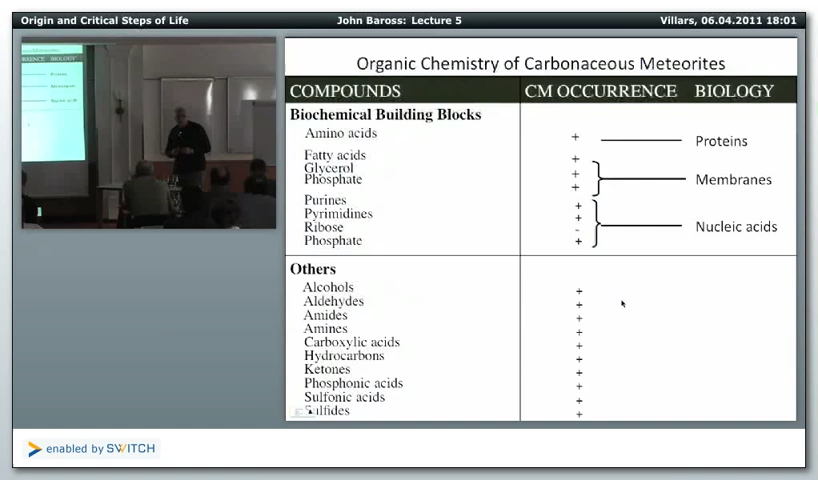 Origin and Critical Steps of Life John Baross: Lecture 5 Villars, 06.04.2011 18:01
Organic Chemistry of Carbonaceous Meteorites
COMPOUNDS CM OCCURRENCE BIOLOGY
Biochemical Building Blocks
Amino acids + Proteins
Fatty acids +
Glycerol +
Phosphate + Membranes
Purines +
Pyrimidines +
Ribose - Nucleic acids
Phosphate +
Others
Alcohols +
Aldehydes +
Amides +
Amines +
Carboxylic acids +
Hydrocarbons +
Ketones +
Phosphonic acids +
Sulfonic acids +
Sulfides +
enabled by SWITCH